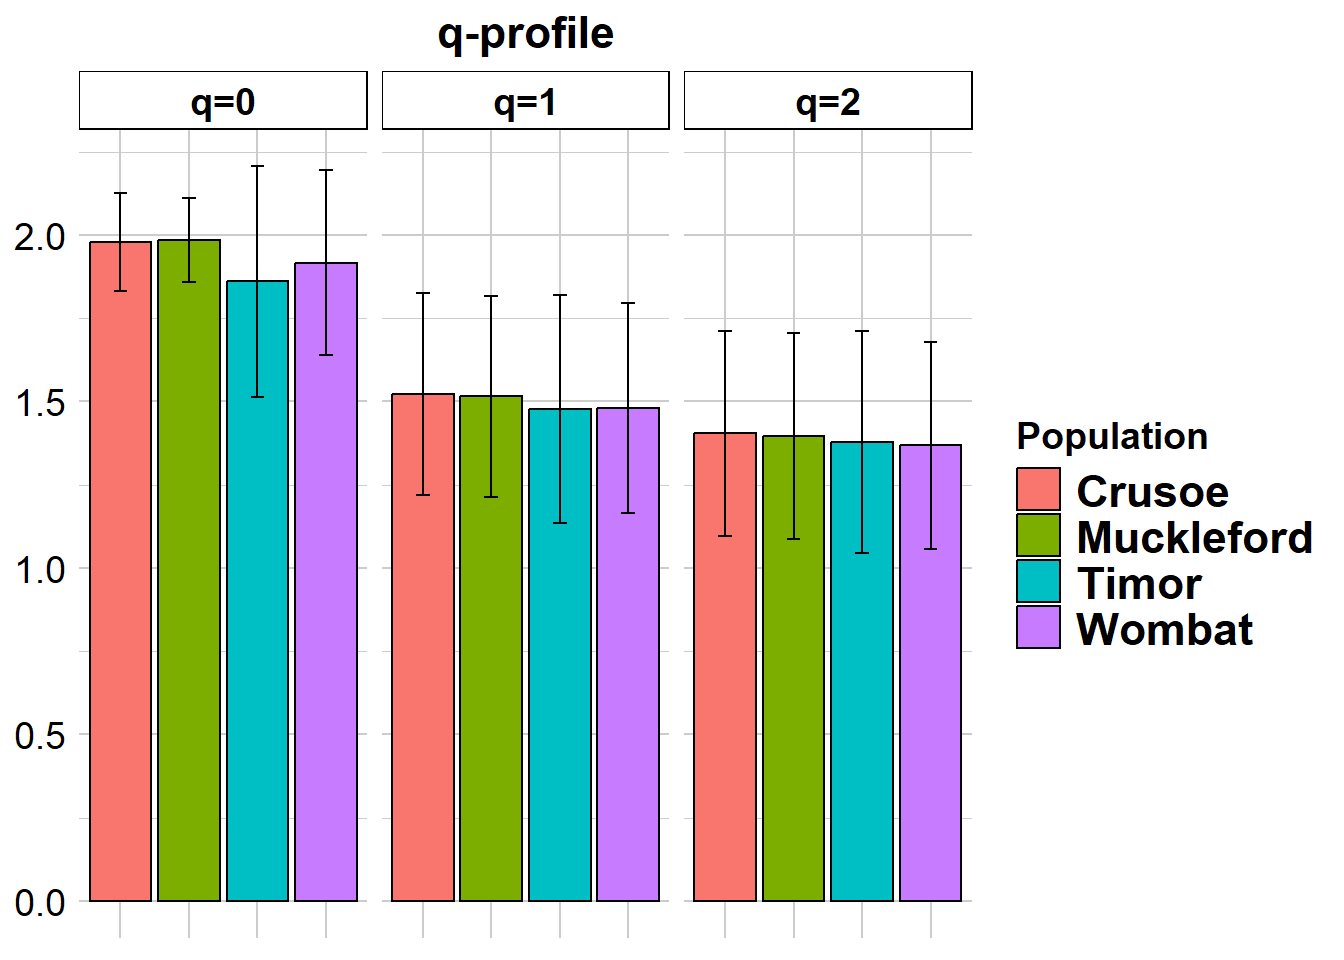 q-profile
q=0
q=1
q=2
2.0
1.5
1.0
0.5
0.0
Population
Crusoe
Muckleford
Timor
Wombat